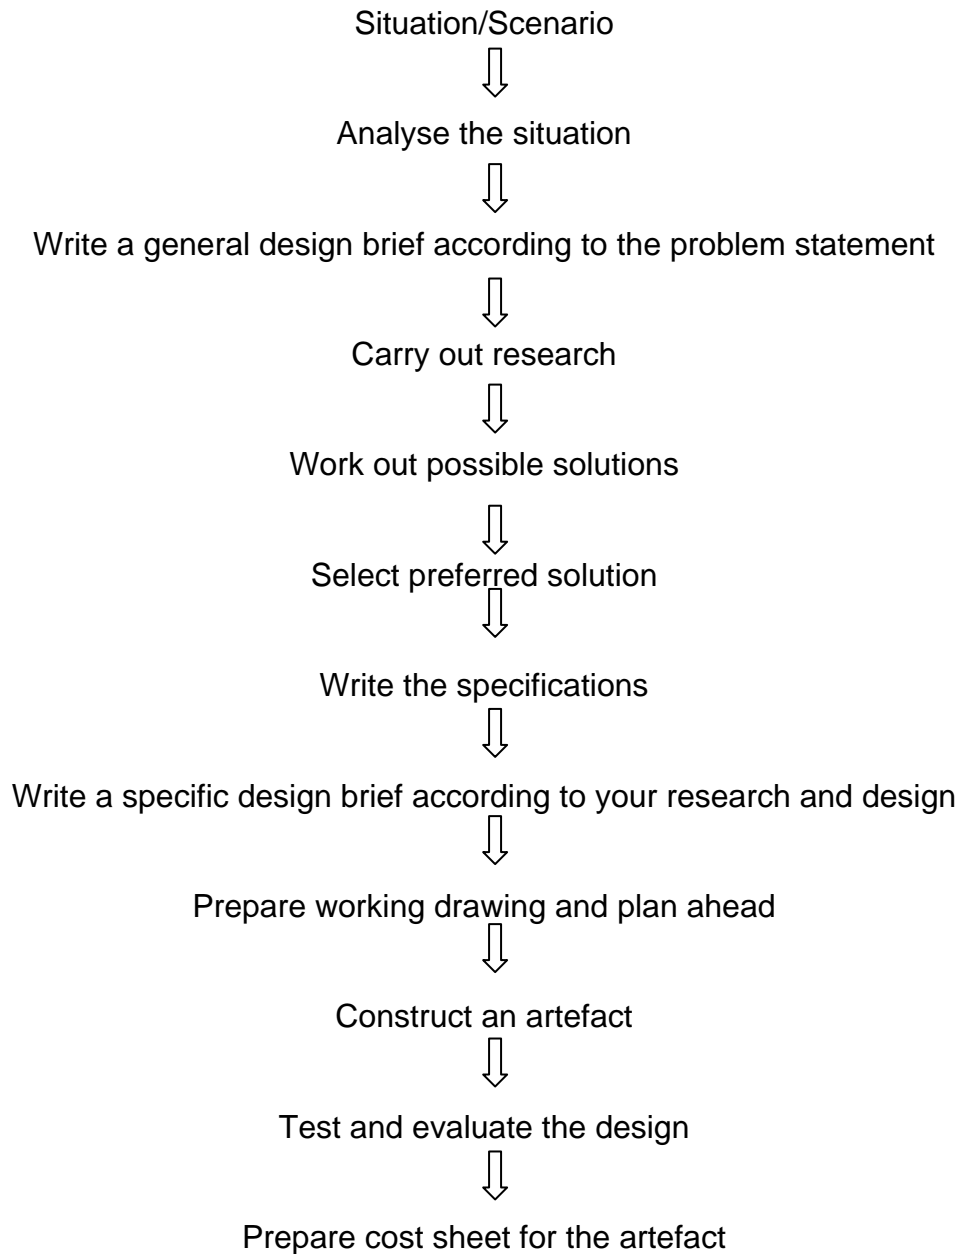 Situation/Scenario
Analyse the situation
Write a general design brief according to the problem statement
Carry out research
Work out possible solutions
Select preferred solution
Write the specifications
Write a specific design brief according to your research and design
Prepare working drawing and plan ahead
Construct an artefact
Test and evaluate the design
Prepare cost sheet for the artefact